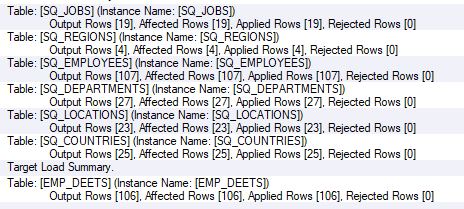 Table: [SQ_JOBS] (Instance Name: [SQ_JOBS])
Output Rows [19], Affected Rows [19], Applied Rows [19], Rejected Rows [0]
Table: [SQ_REGIONS] (Instance Name: [SQ_REGIONS])
Output Rows [4], Affected Rows [4], Applied Rows [4], Rejected Rows [0]
Table: [SQ_EMPLOYEES] (Instance Name: [SQ_EMPLOYEES])
Output Rows [107], Affected Rows [107], Applied Rows [107], Rejected Rows [0]
Table: [SQ_DEPARTMENTS] (Instance Name: [SQ_DEPARTMENTS])
Output Rows [27], Affected Rows [27], Applied Rows [27], Rejected Rows [0]
Table: [SQ_LOCATIONS] (Instance Name: [SQ_LOCATIONS])
Output Rows [23], Affected Rows [23], Applied Rows [23], Rejected Rows [0]
Table: [SQ_COUNTRIES] (Instance Name: [SQ_COUNTRIES])
Output Rows [25], Affected Rows [25], Applied Rows [25], Rejected Rows [0]
Target Load Summary.
Table: [EMP_DEETS] (Instance Name: [EMP_DEETS])
Output Rows [106], Affected Rows [106], Applied Rows [106], Rejected Rows [0]